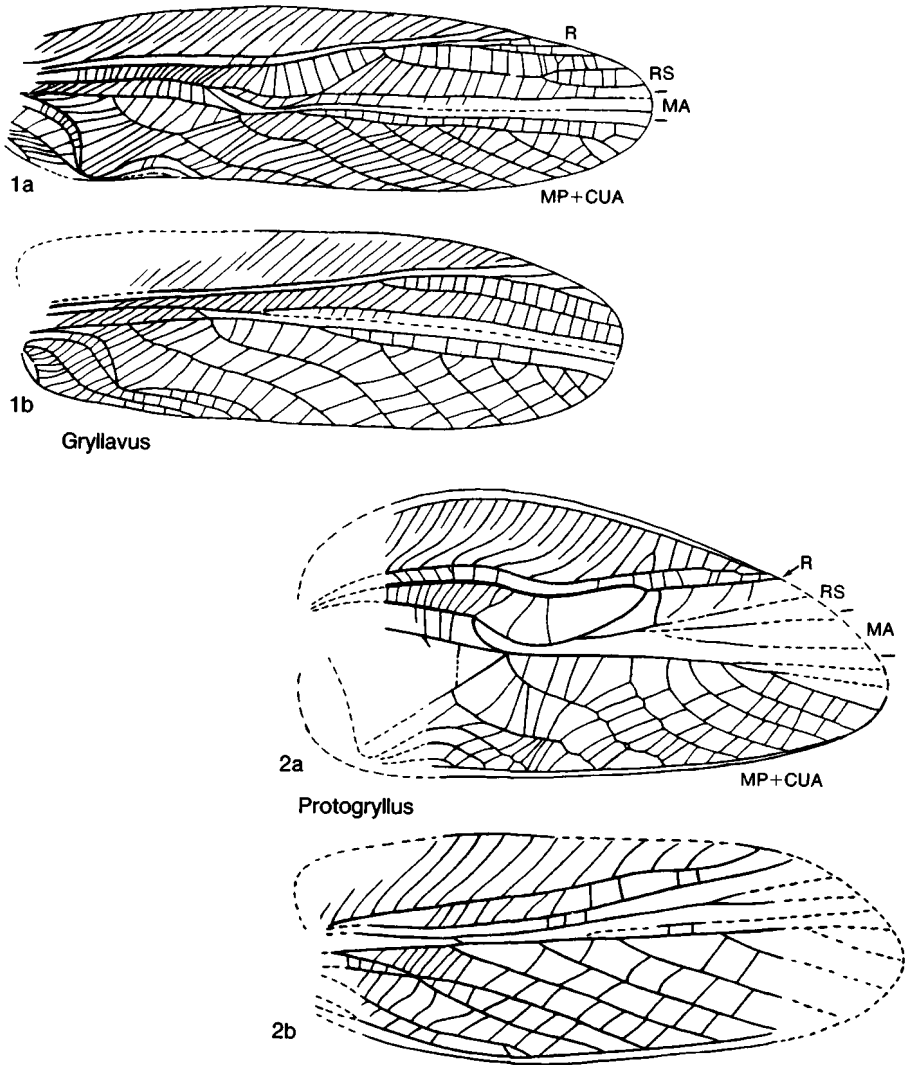 R
RS
MA
1a
MP+CUA
1b
Gryllavus
R
RS
MA
2a
MP+CUA
Protogryllus
2b